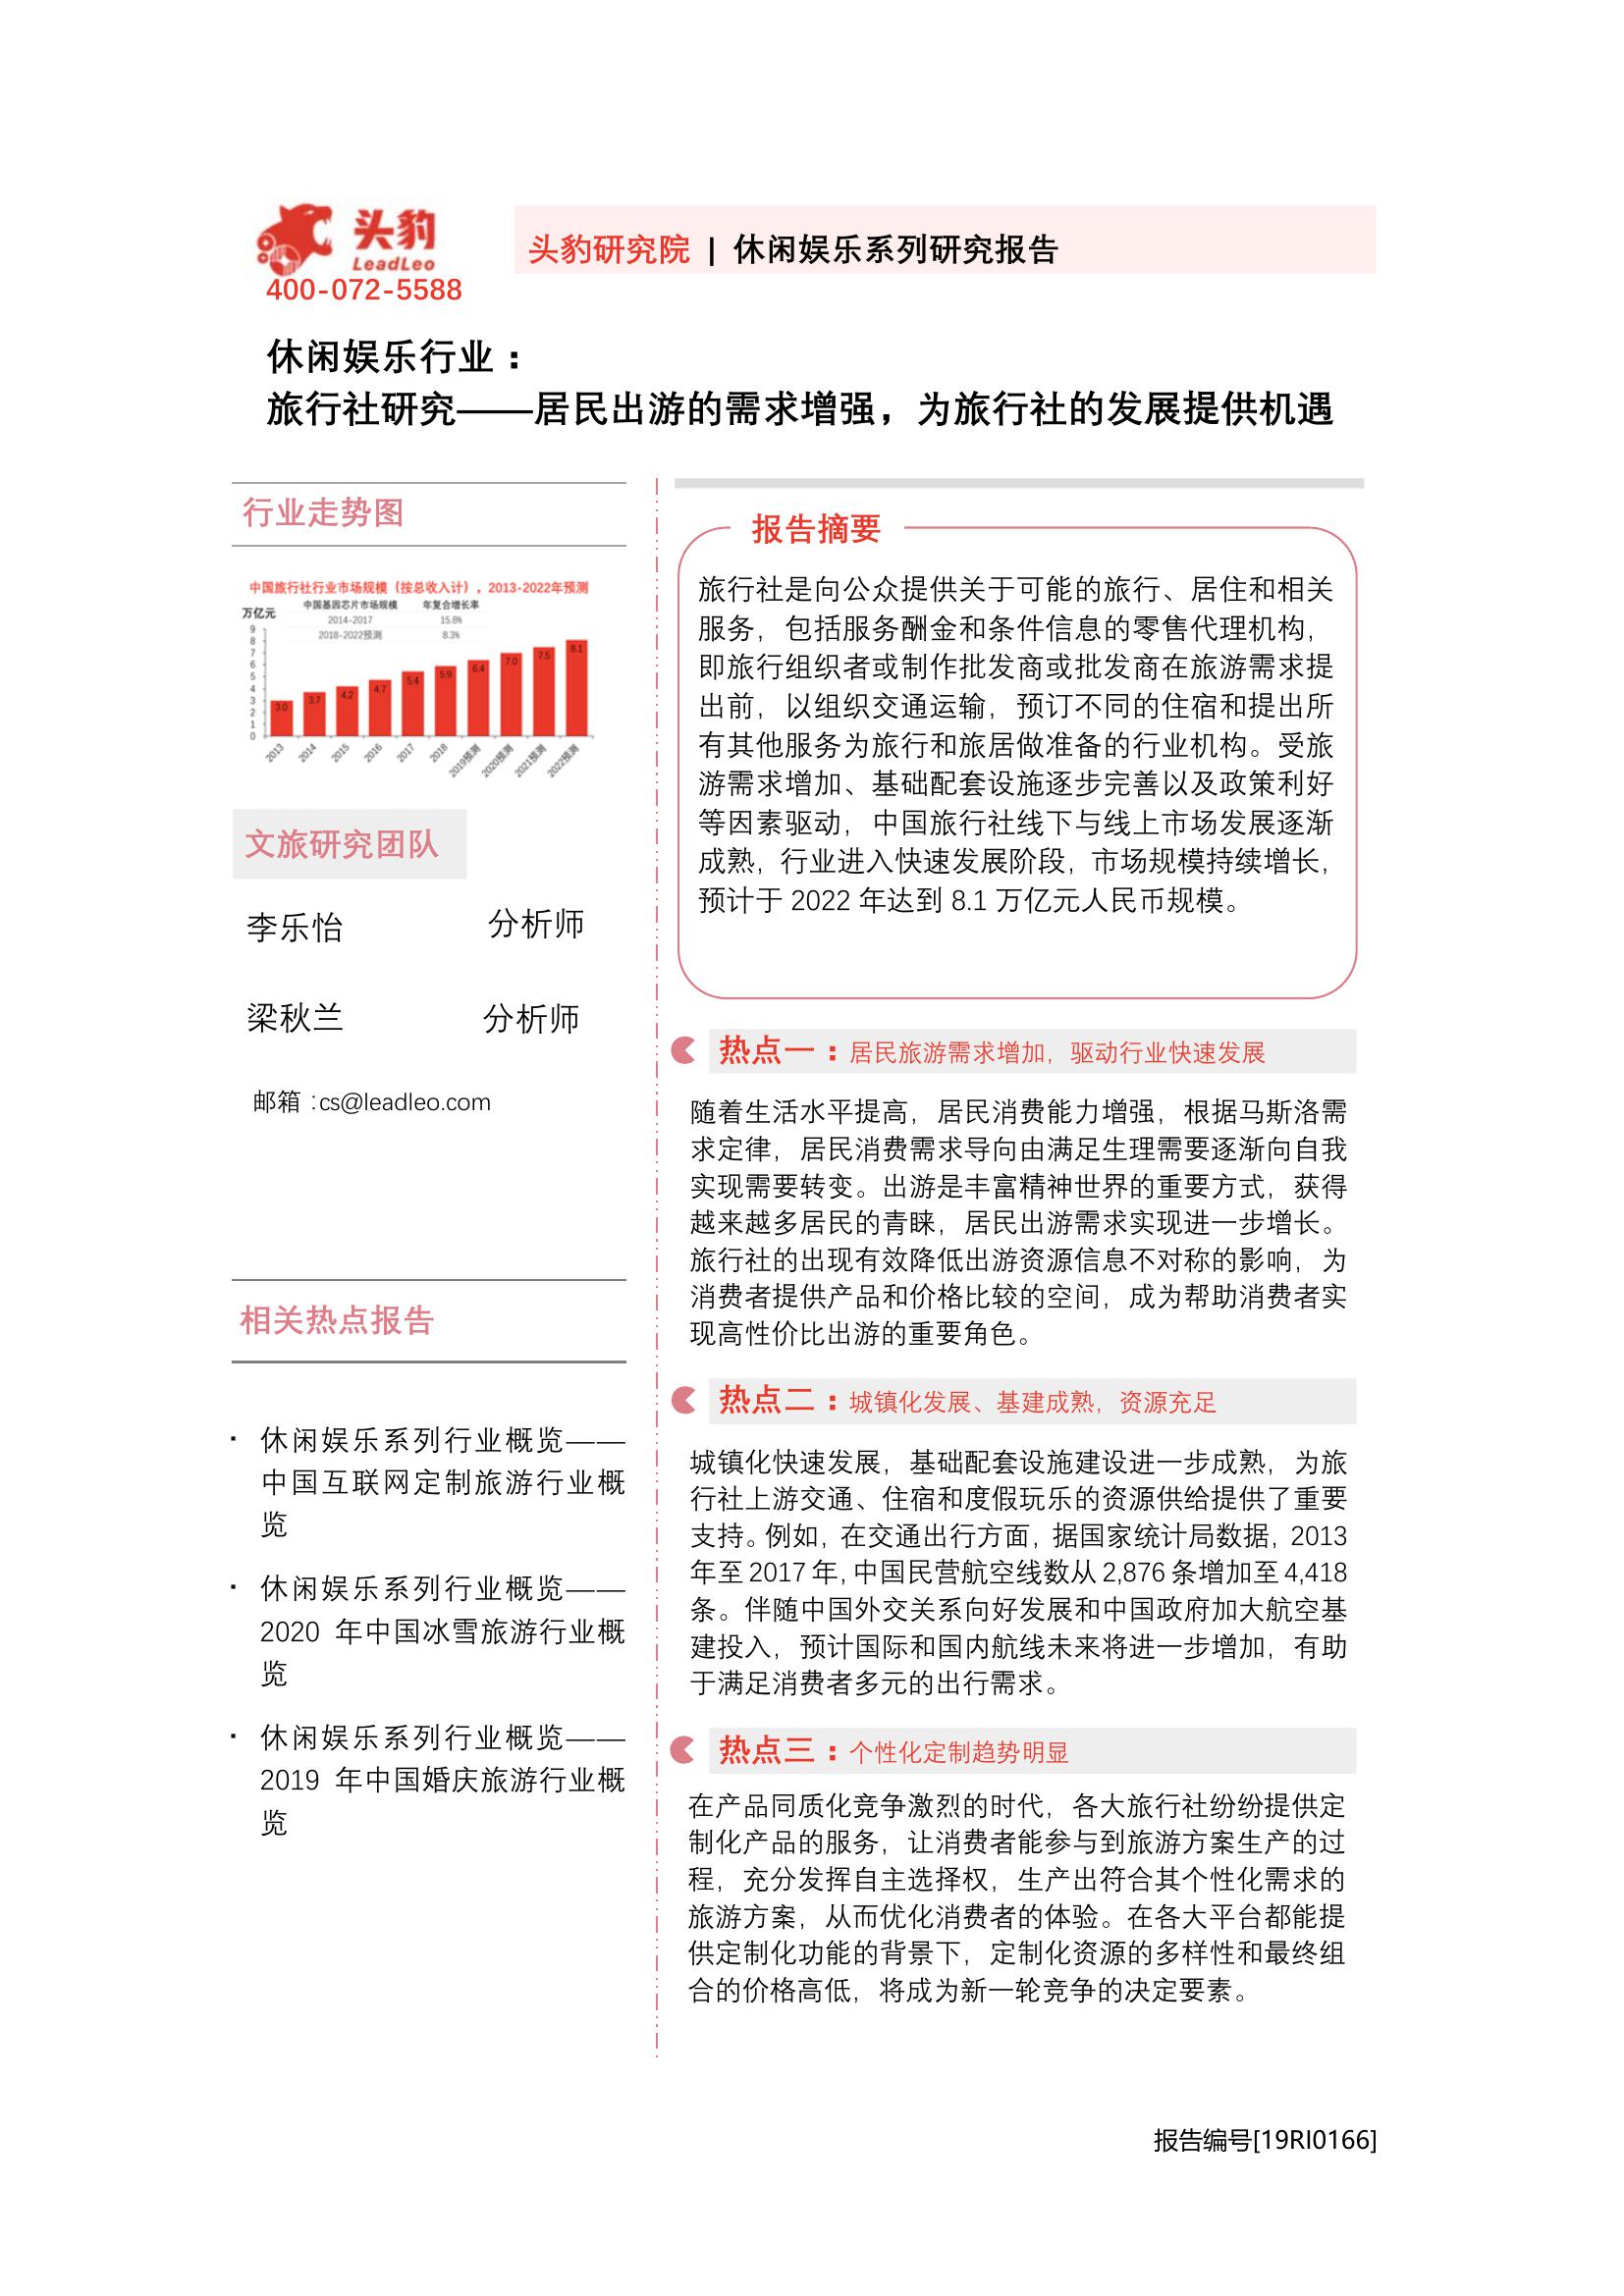 头豹
LeadLeo
400-072-5588
头豹研究院 | 休闲娱乐系列研究报告
休闲娱乐行业：
旅行社研究——居民出游的需求增强，为旅行社的发展提供机遇
行业走势图
中国旅行社行业市场规模（按总收入计），2013-2022年预测
中国基因芯片市场规模 年复合增长率
万亿元
2014-2017 15.8%
2018-2022预测 8.3%
9
8
7
6
5
4
3
2
1
0
3.0 3.7 4.2 4.7 5.4 5.9 6.4 7.0 7.5 8.1
2013 2014 2015 2016 2017 2018 2019预测 2020预测 2021预测 2022预测
文旅研究团队
李乐怡 分析师
梁秋兰 分析师
邮箱：cs@leadleo.com
相关热点报告
· 休闲娱乐系列行业概览——
中国互联网定制旅游行业概
览
· 休闲娱乐系列行业概览——
2020 年中国冰雪旅游行业概
览
· 休闲娱乐系列行业概览——
2019 年中国婚庆旅游行业概
览
报告摘要
旅行社是向公众提供关于可能的旅行、居住和相关
服务，包括服务酬金和条件信息的零售代理机构，
即旅行组织者或制作批发商或批发商在旅游需求提
出前，以组织交通运输，预订不同的住宿和提出所
有其他服务为旅行和旅居做准备的行业机构。受旅
游需求增加、基础配套设施逐步完善以及政策利好
等因素驱动，中国旅行社线下与线上市场发展逐渐
成熟，行业进入快速发展阶段，市场规模持续增长，
预计于 2022 年达到 8.1 万亿元人民币规模。
热点一：居民旅游需求增加，驱动行业快速发展
随着生活水平提高，居民消费能力增强，根据马斯洛需
求定律，居民消费需求导向由满足生理需要逐渐向自我
实现需要转变。出游是丰富精神世界的重要方式，获得
越来越多居民的青睐，居民出游需求实现进一步增长。
旅行社的出现有效降低出游资源信息不对称的影响，为
消费者提供产品和价格比较的空间，成为帮助消费者实
现高性价比出游的重要角色。
热点二：城镇化发展、基建成熟，资源充足
城镇化快速发展，基础配套设施建设进一步成熟，为旅
行社上游交通、住宿和度假玩乐的资源供给提供了重要
支持。例如，在交通出行方面，据国家统计局数据，2013
年至 2017 年，中国民营航空线数从 2,876 条增加至 4,418
条。伴随中国外交关系向好发展和中国政府加大航空基
建投入，预计国际和国内航线未来将进一步增加，有助
于满足消费者多元的出行需求。
热点三：个性化定制趋势明显
在产品同质化竞争激烈的时代，各大旅行社纷纷提供定
制化产品的服务，让消费者能参与到旅游方案生产的过
程，充分发挥自主选择权，生产出符合其个性化需求的
旅游方案，从而优化消费者的体验。在各大平台都能提
供定制化功能的背景下，定制化资源的多样性和最终组
合的价格高低，将成为新一轮竞争的决定要素。
报告编号[19RI0166]